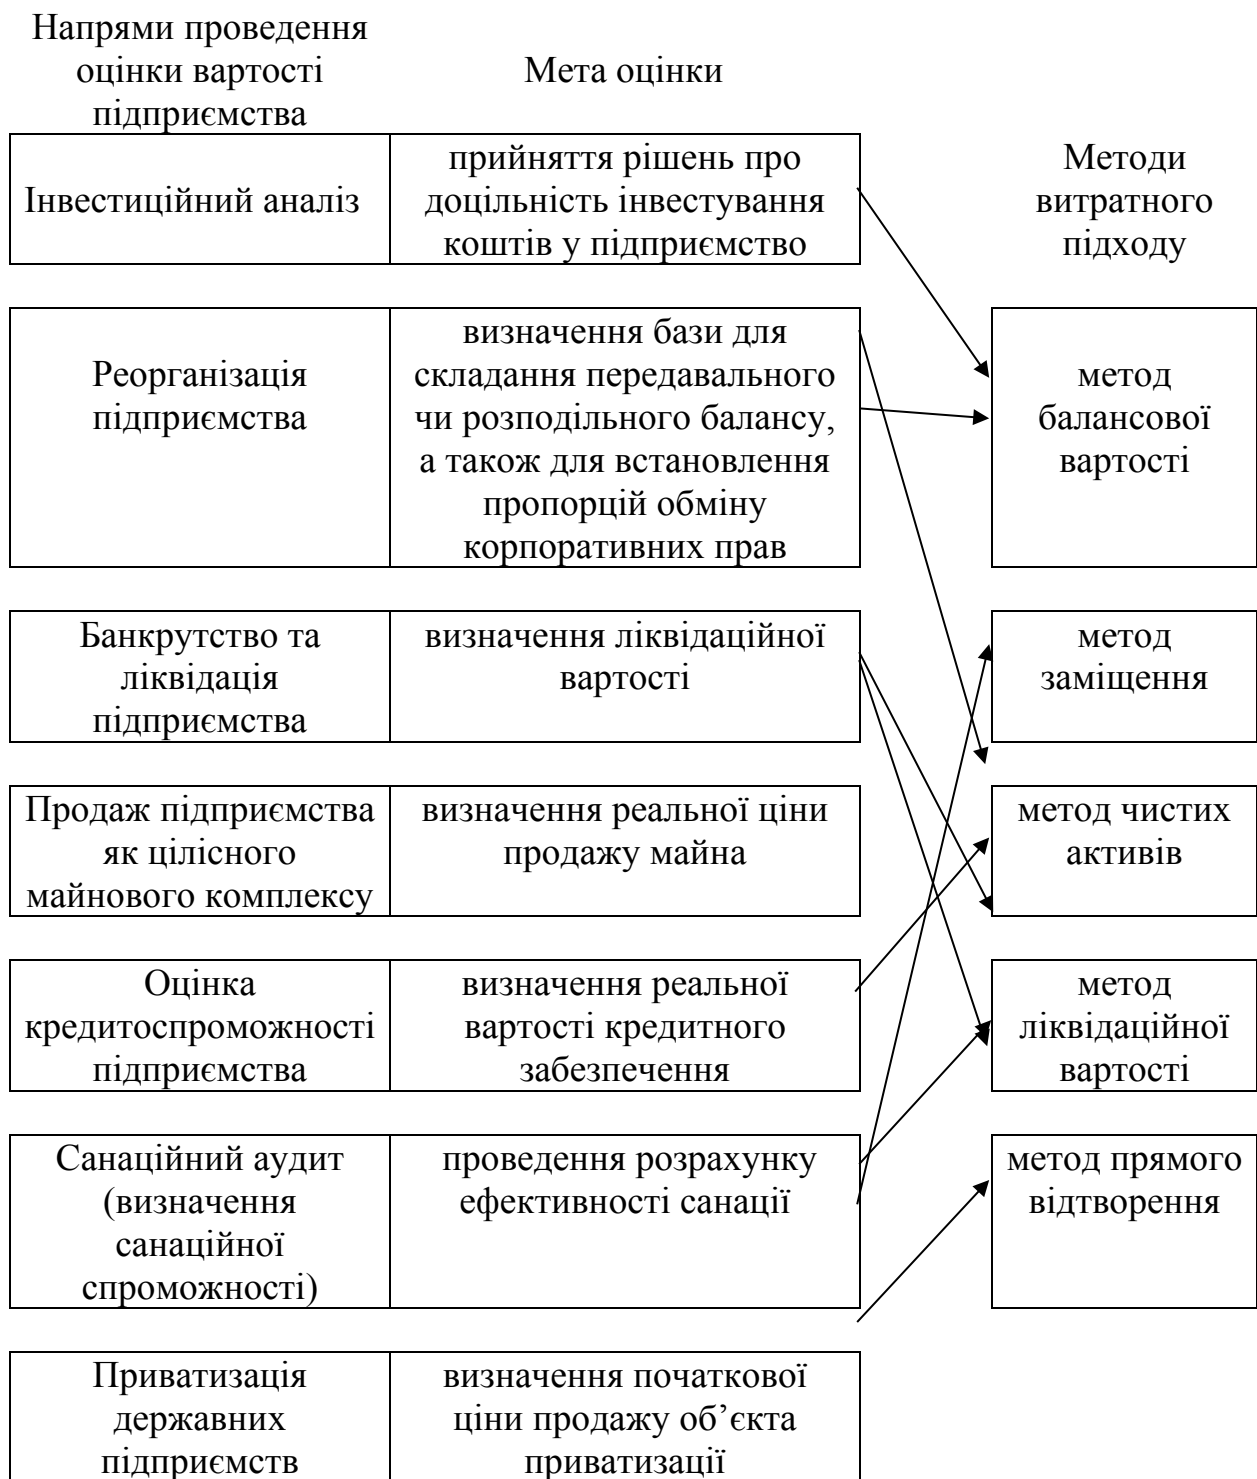 Напрями проведення
оцінки вартості
підприємства
Мета оцінки
Інвестиційний аналіз
прийняття рішень про
доцільність інвестування
коштів у підприємство
Методи
витратного
підходу
Реорганізація
підприємства
визначення бази для
складання передавального
чи розподільного балансу,
а також для встановлення
пропорцій обміну
корпоративних прав
метод
балансової
вартості
Банкрутство та
ліквідація
підприємства
визначення ліквідаційної
вартості
метод
заміщення
Продаж підприємства
як цілісного
майнового комплексу
визначення реальної ціни
продажу майна
метод чистих
активів
Оцінка
кредитоспроможності
підприємства
визначення реальної
вартості кредитного
забезпечення
метод
ліквідаційної
вартості
Санаційний аудит
(визначення
санаційної
спроможності)
проведення розрахунку
ефективності санації
метод прямого
відтворення
Приватизація
державних
підприємств
визначення початкової
ціни продажу об’єкта
приватизації